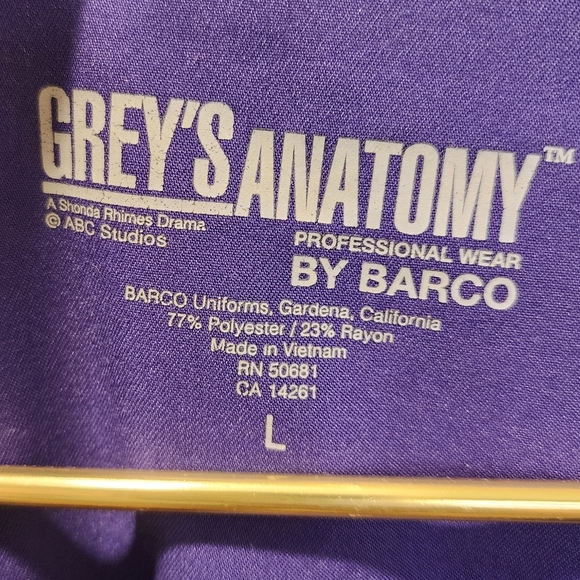 GREY'S ANATOMY™
A Shonda Rhimes Drama
© ABC Studios
PROFESSIONAL WEAR
BY BARCO
BARCO Uniforms, Gardena, California
77% Polyester / 23% Rayon
Made in Vietnam
RN 50681
CA 14261
L